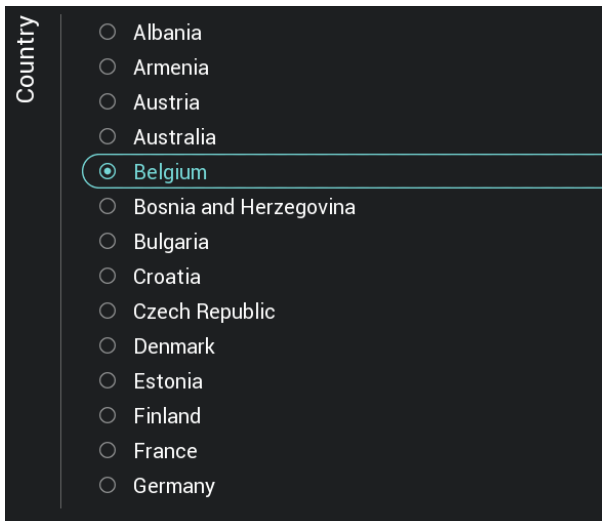 Country
Albania
Armenia
Austria
Australia
Belgium
Bosnia and Herzegovina
Bulgaria
Croatia
Czech Republic
Denmark
Estonia
Finland
France
Germany